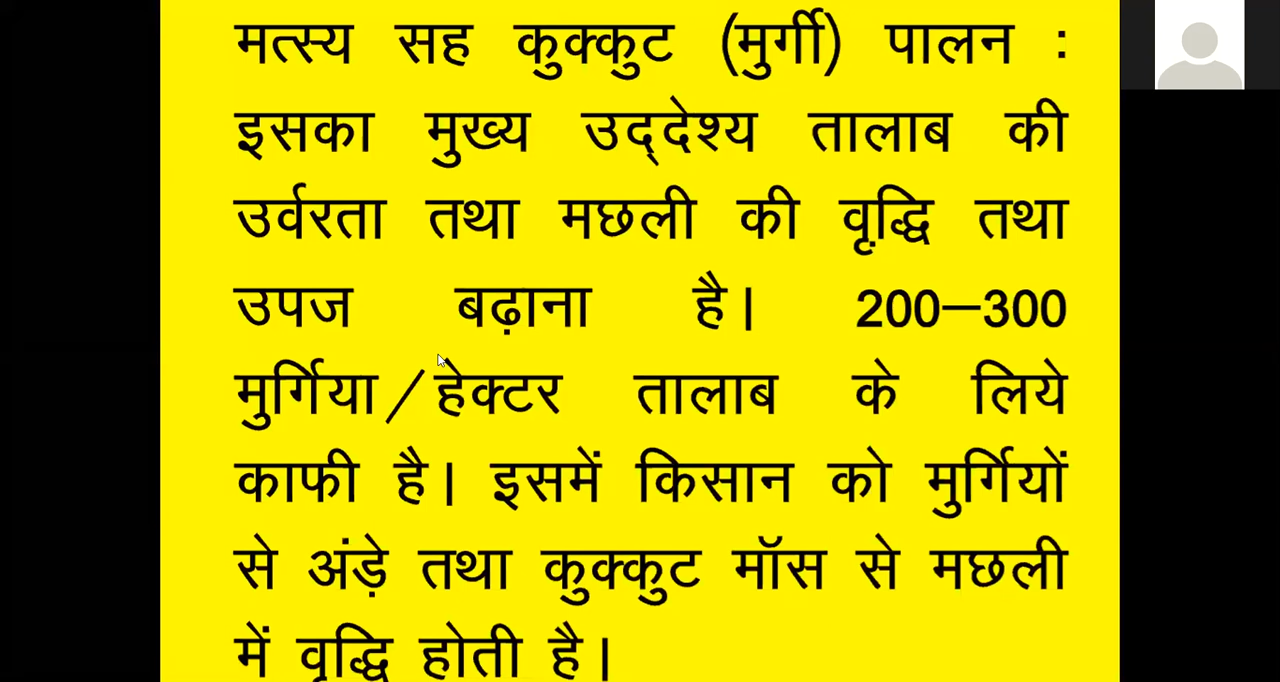 मत्स्य सह कुक्कुट (मुर्गी) पालन :
इसका मुख्य उद्‌देश्य तालाब की
उर्वरता तथा मछली की वृद्धि तथा
उपज बढ़ाना है। 200–300
मुर्गिया/हेक्टर तालाब के लिये
काफी है। इसमें किसान को मुर्गियों
से अंड़े तथा कुक्कुट मॉस से मछली
में वृद्धि होती है।